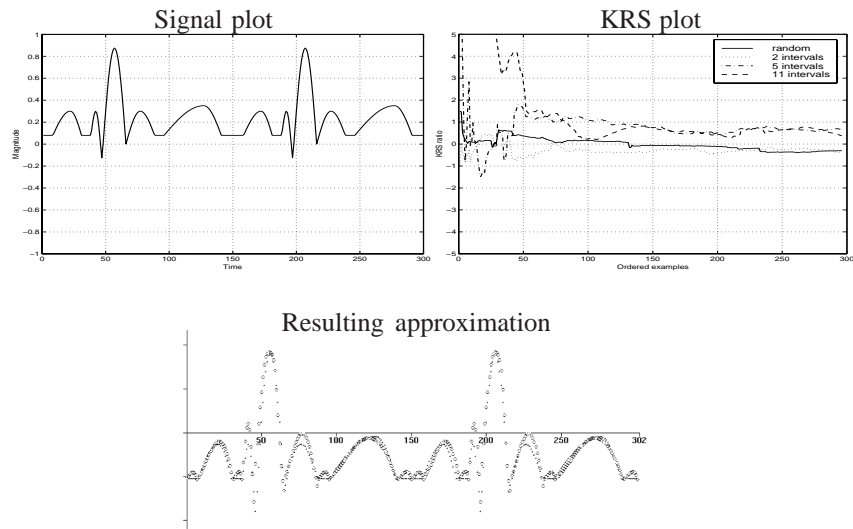 Signal plot
KRS plot
1
0.8
0.6
0.4
0.2
0
−0.2
−0.4
−0.6
−0.8
−1
Magnitude
0 50 100 150 200 250 300
Time
5
4
3
2
1
0
−1
−2
−3
−4
−5
KRS ratio
random
2 intervals
5 intervals
11 intervals
0 50 100 150 200 250 300
Ordered examples
Resulting approximation
50 100 150 200 250 302